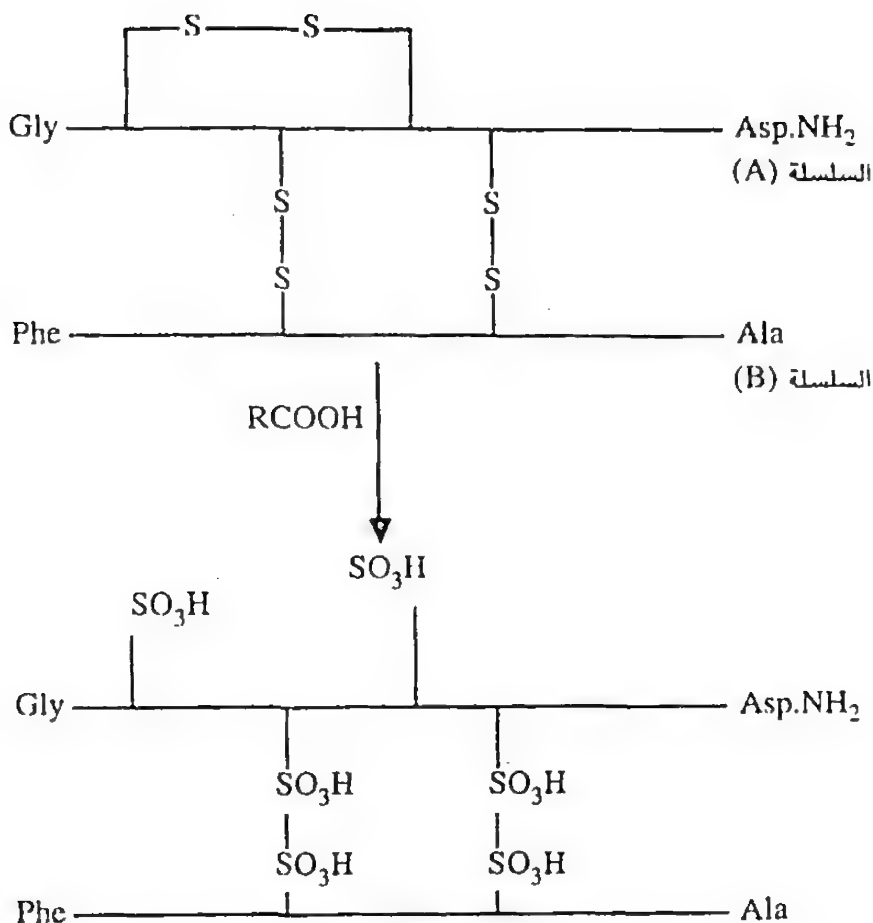 S S
Gly Asp.NH₂
السلسلة (A)
S S
S S
Phe Ala
السلسلة (B)
RCOOH
SO₃H
SO₃H
Gly Asp.NH₂
SO₃H SO₃H
SO₃H SO₃H
Phe Ala